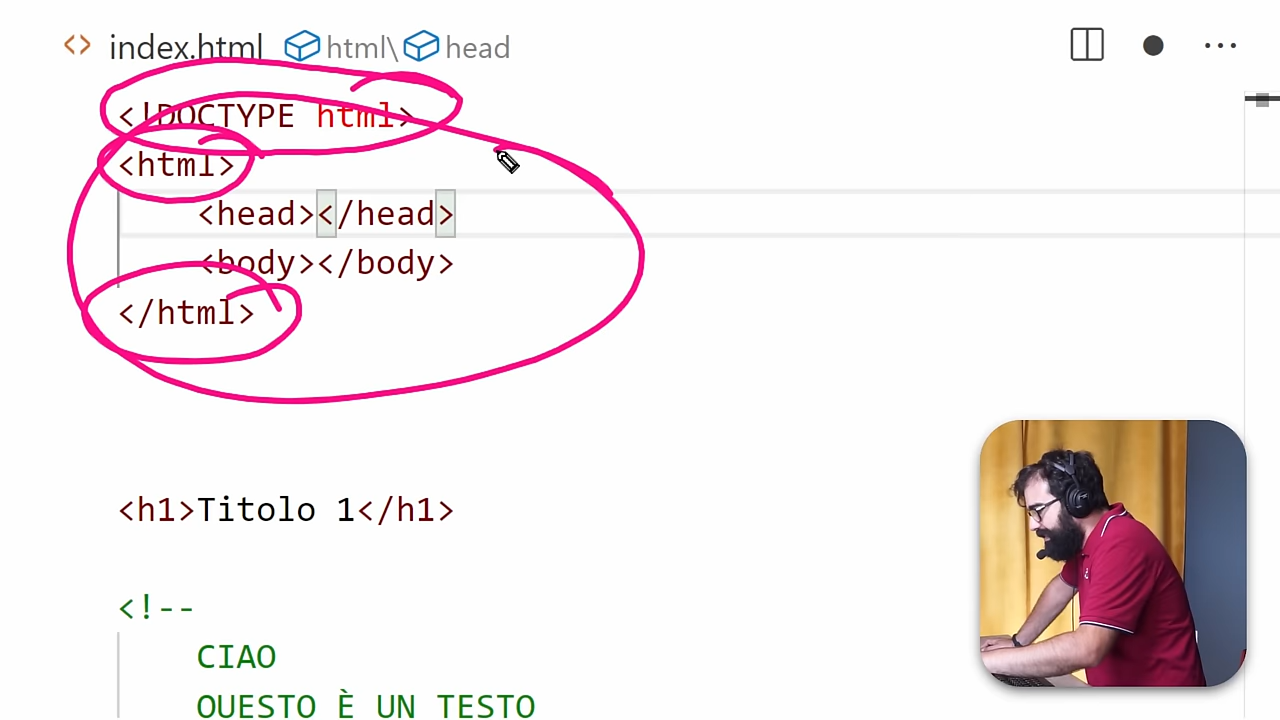 index.html html\ head
<!DOCTYPE html>
<html>
<head></head>
<body></body>
</html>
<h1>Titolo 1</h1>
<!--
CIAO
QUESTO È UN TESTO